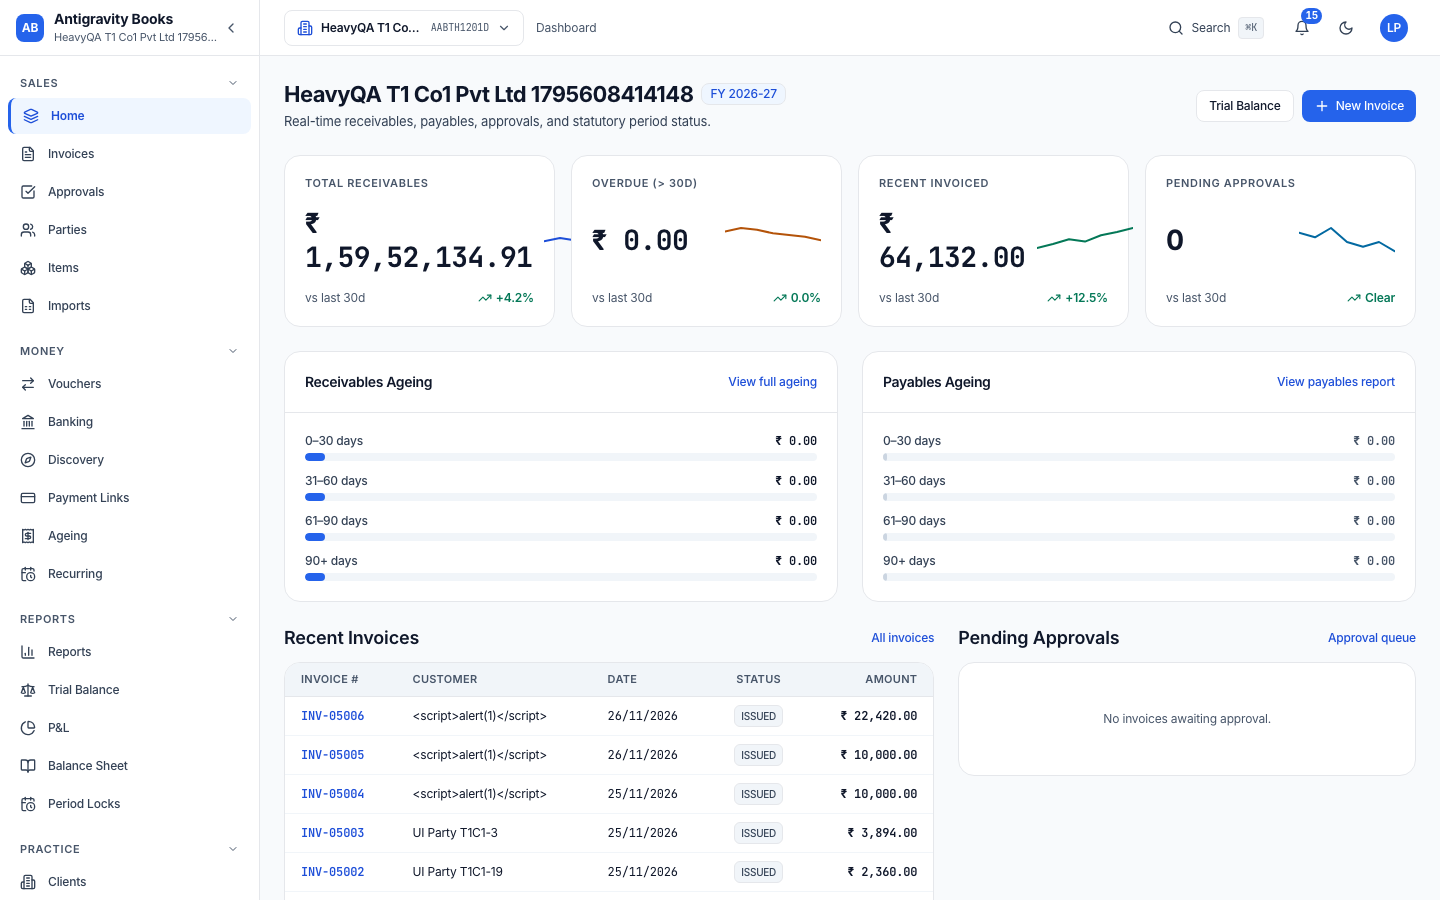 AB
Antigravity Books
HeavyQA T1 Co1 Pvt Ltd 17956...
SALES
Home
Invoices
Approvals
Parties
Items
Imports
MONEY
Vouchers
Banking
Discovery
Payment Links
Ageing
Recurring
REPORTS
Reports
Trial Balance
P&L
Balance Sheet
Period Locks
PRACTICE
Clients
HeavyQA T1 Co... AABTH1201D
Dashboard
Search ⌘K
15
LP
HeavyQA T1 Co1 Pvt Ltd 1795608414148 FY 2026-27
Real-time receivables, payables, approvals, and statutory period status.
Trial Balance
New Invoice
TOTAL RECEIVABLES
₹
1,59,52,134.91
vs last 30d +4.2%
OVERDUE (> 30D)
₹ 0.00
vs last 30d 0.0%
RECENT INVOICED
₹
64,132.00
vs last 30d +12.5%
PENDING APPROVALS
0
vs last 30d Clear
Receivables Ageing View full ageing
0–30 days ₹ 0.00
31–60 days ₹ 0.00
61–90 days ₹ 0.00
90+ days ₹ 0.00
Payables Ageing View payables report
0–30 days ₹ 0.00
31–60 days ₹ 0.00
61–90 days ₹ 0.00
90+ days ₹ 0.00
Recent Invoices All invoices
INVOICE # CUSTOMER DATE STATUS AMOUNT
INV-05006 <script>alert(1)</script> 26/11/2026 ISSUED ₹ 22,420.00
INV-05005 <script>alert(1)</script> 26/11/2026 ISSUED ₹ 10,000.00
INV-05004 <script>alert(1)</script> 25/11/2026 ISSUED ₹ 10,000.00
INV-05003 UI Party T1C1-3 25/11/2026 ISSUED ₹ 3,894.00
INV-05002 UI Party T1C1-19 25/11/2026 ISSUED ₹ 2,360.00
Pending Approvals Approval queue
No invoices awaiting approval.